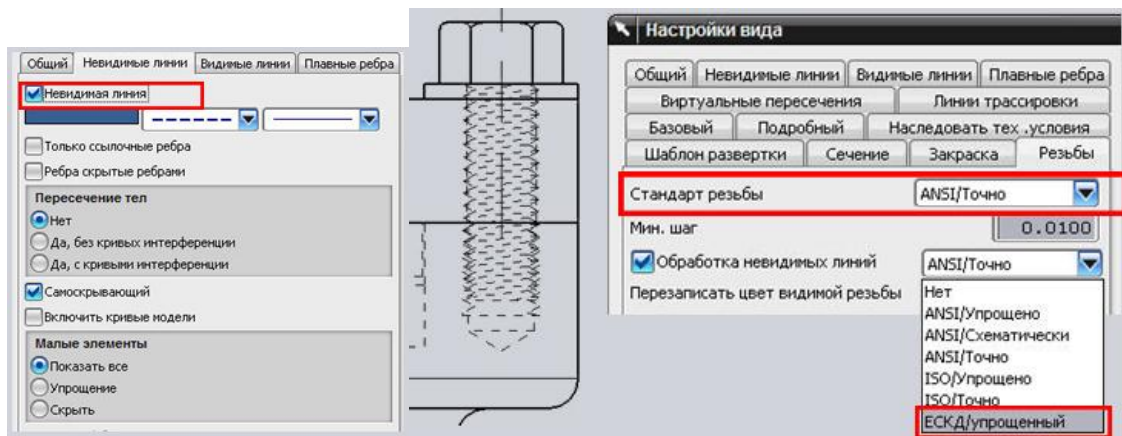 Общий Невидимые линии Видимые линии Плавные ребра
Невидимая линия
Только ссылочные ребра
Ребра скрытые ребрами
Пересечение тел
Нет
Да, без кривых интерференции
Да, с кривыми интерференции
Самоскрывающий
Включить кривые модели
Малые элементы
Показать все
Упрощение
Скрыть
Настройки вида
Общий Невидимые линии Видимые линии Плавные ребра
Виртуальные пересечения Линии трассировки
Базовый Подробный Наследовать тех .условия
Шаблон развертки Сечение Закраска Резьбы
Стандарт резьбы ANSI/Точно
Мин. шаг 0.0100
Обработка невидимых линий ANSI/Точно
Перезаписать цвет видимой резьбы
Нет
ANSI/Упрощено
ANSI/Схематически
ANSI/Точно
ISO/Упрощено
ISO/Точно
ЕСКД/упрощенный